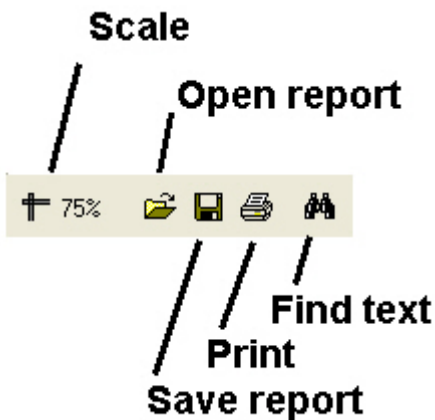 Scale
Open report
75%
Find text
Print
Save report